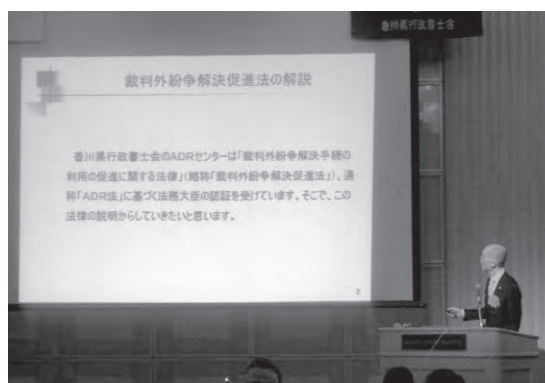 香川県行政書士会
裁判外紛争解決促進法の解説
香川県行政書士会のADRセンターは「裁判外紛争解決手続の
利用の促進に関する法律」(略称「裁判外紛争解決促進法」)、通
称「ADR法」に基づく法務大臣の認証を受けています。そこで、この
法律の説明からしていきたいと思います。
2